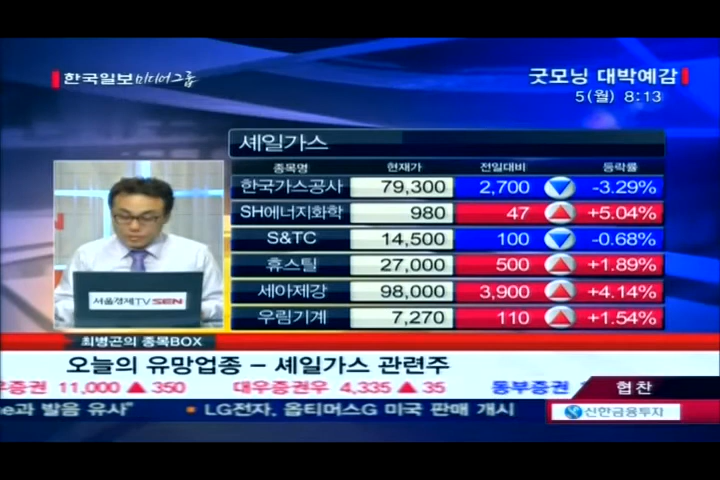 한국일보 미디어그룹
굿모닝 대박예감
5(월) 8:13
셰일가스
종목명 현재가 전일대비 등락률
한국가스공사 79,300 2,700 ▼ -3.29%
SH에너지화학 980 47 ▲ +5.04%
S&TC 14,500 100 ▼ -0.68%
휴스틸 27,000 500 ▲ +1.89%
세아제강 98,000 3,900 ▲ +4.14%
우림기계 7,270 110 ▲ +1.54%
서울경제TV SEN
최병곤의 종목BOX
오늘의 유망업종 - 셰일가스 관련주
우증권 11,000 ▲ 350 대우증권우 4,335 ▲ 35 동부증권
협찬
e과 발음 유사" ▪ LG전자, 옵티머스G 미국 판매 개시
신한금융투자